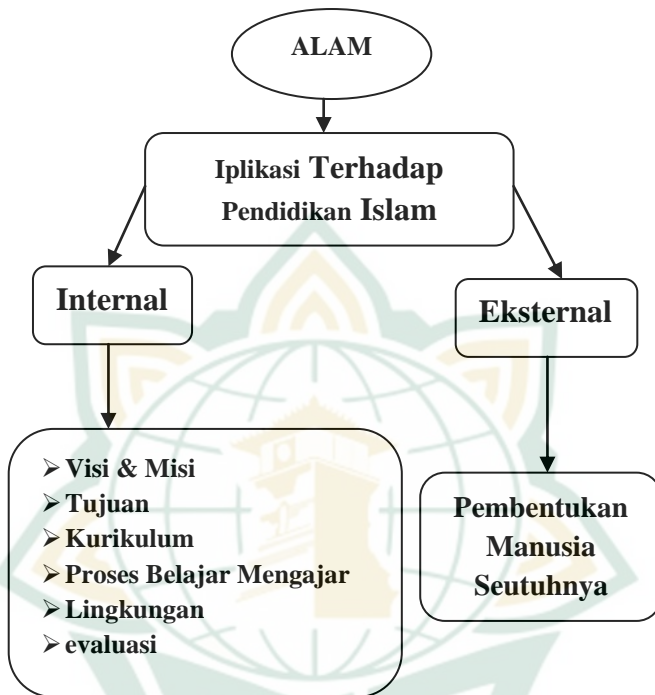 ALAM
Iplikasi Terhadap
Pendidikan Islam
Internal
Eksternal
➢ Visi & Misi
➢ Tujuan
➢ Kurikulum
➢ Proses Belajar Mengajar
➢ Lingkungan
➢ evaluasi
Pembentukan
Manusia
Seutuhnya